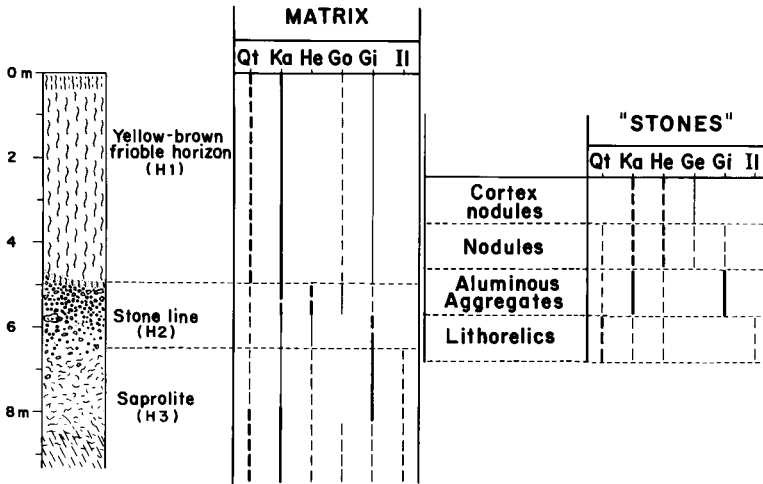 MATRIX
Qt Ka He Go Gi Il
0 m
Yellow-brown
friable horizon
(H1)
2
4
Stone line
(H2)
6
Saprolite
(H3)
8m
"STONES"
Qt Ka He Ge Gi Il
Cortex
nodules
Nodules
Aluminous
Aggregates
Lithorelics